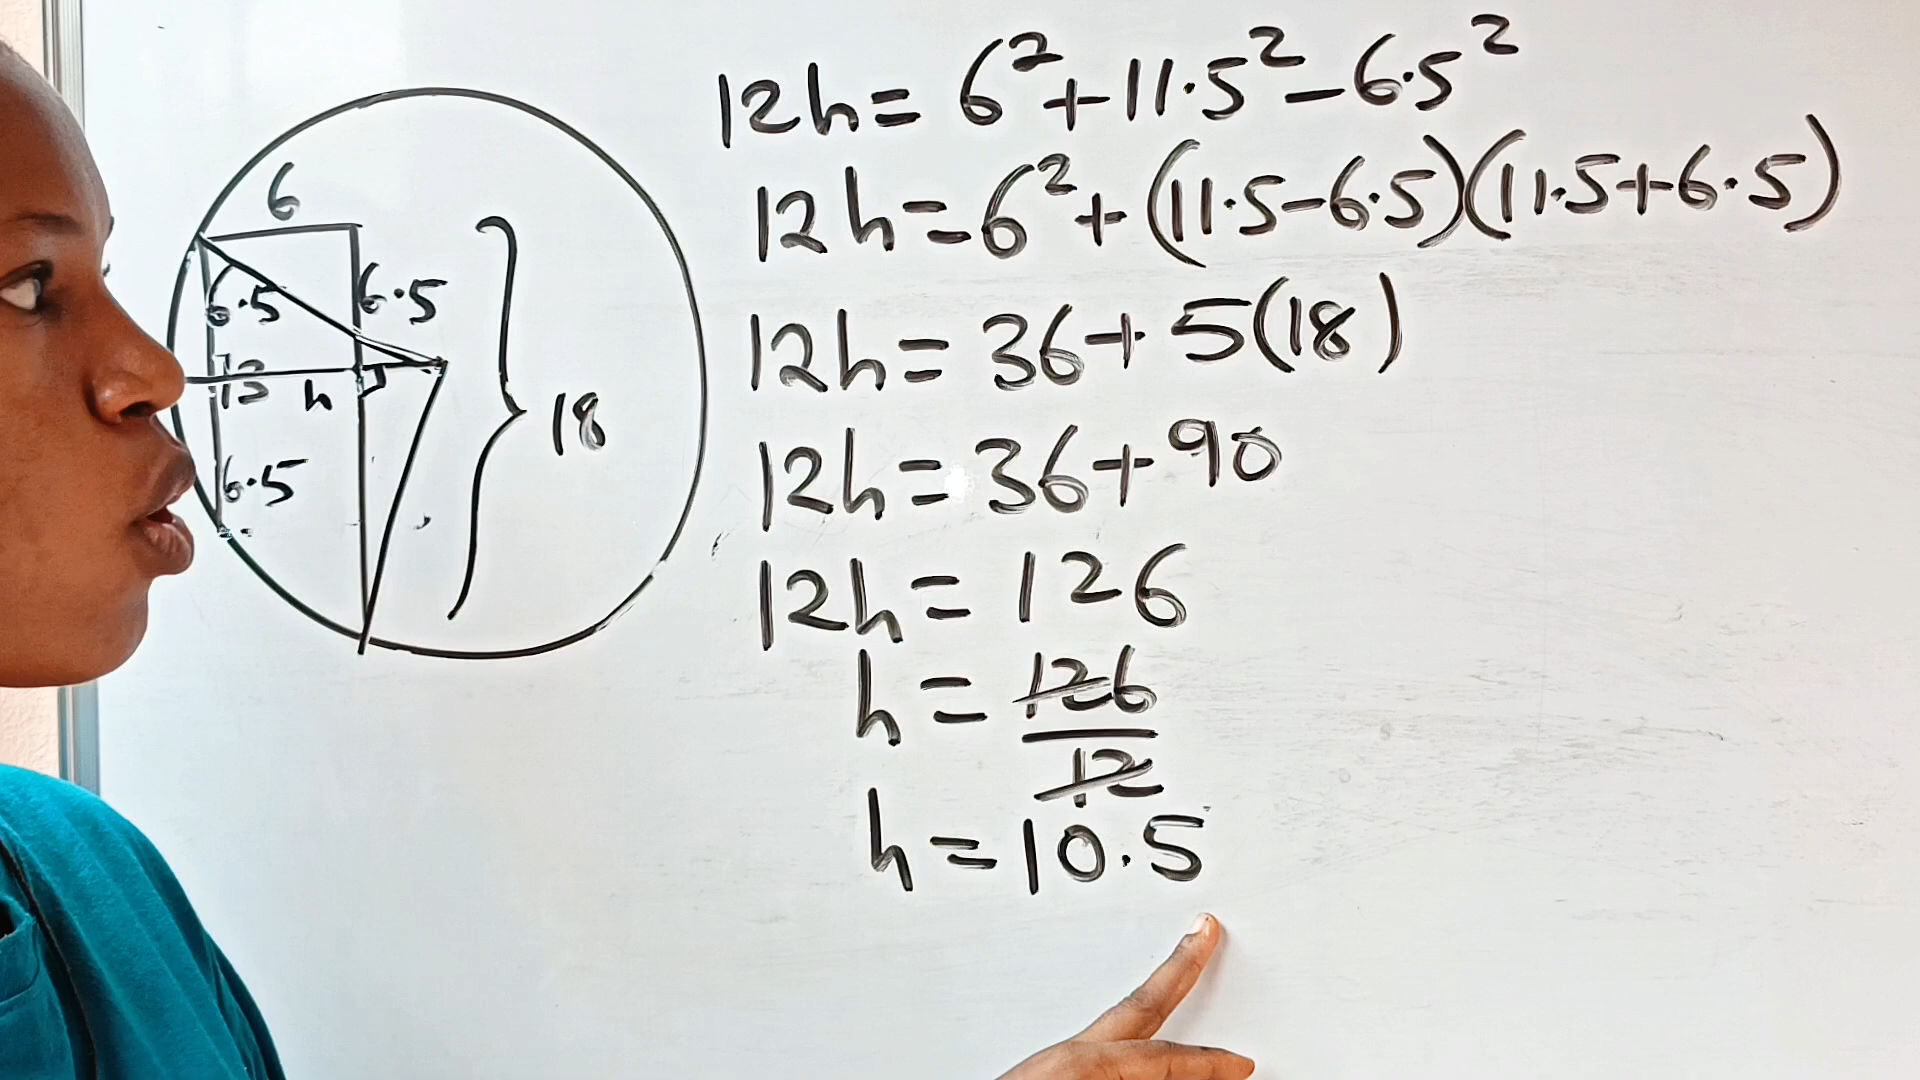 6
6.5
6.5
13
h
6.5
18
12h = 6² + 11.5² - 6.5²
12h = 6² + (11.5 - 6.5)(11.5 + 6.5)
12h = 36 + 5(18)
12h = 36 + 90
12h = 126
h = 126/12
h = 10.5